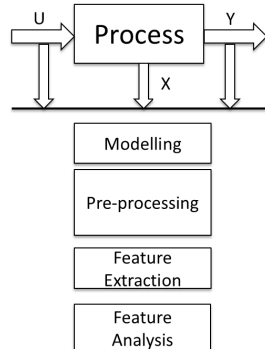 U
Process
Y
X
Modelling
Pre-processing
Feature
Extraction
Feature
Analysis